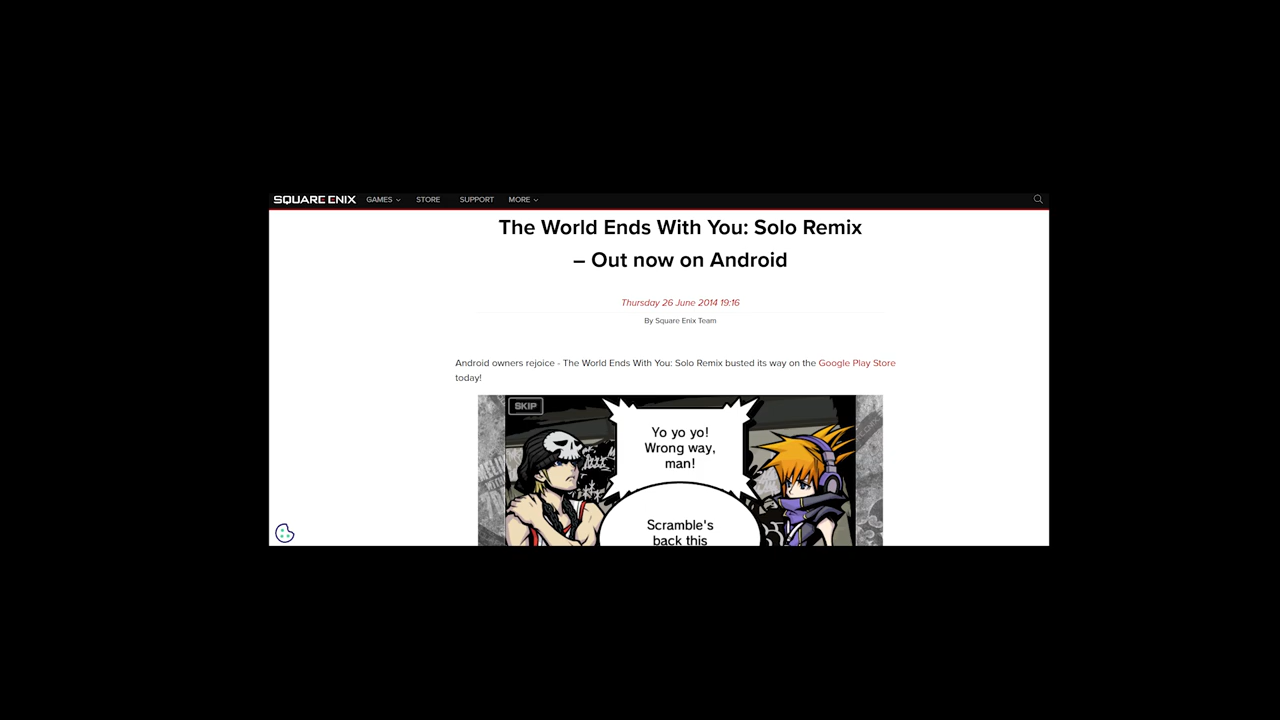 SQUARE ENIX GAMES STORE SUPPORT MORE
The World Ends With You: Solo Remix
– Out now on Android
Thursday 26 June 2014 19:16
By Square Enix Team
Android owners rejoice - The World Ends With You: Solo Remix busted its way on the Google Play Store
today!
SKIP
Yo yo yo!
Wrong way,
man!
Scramble's
back this